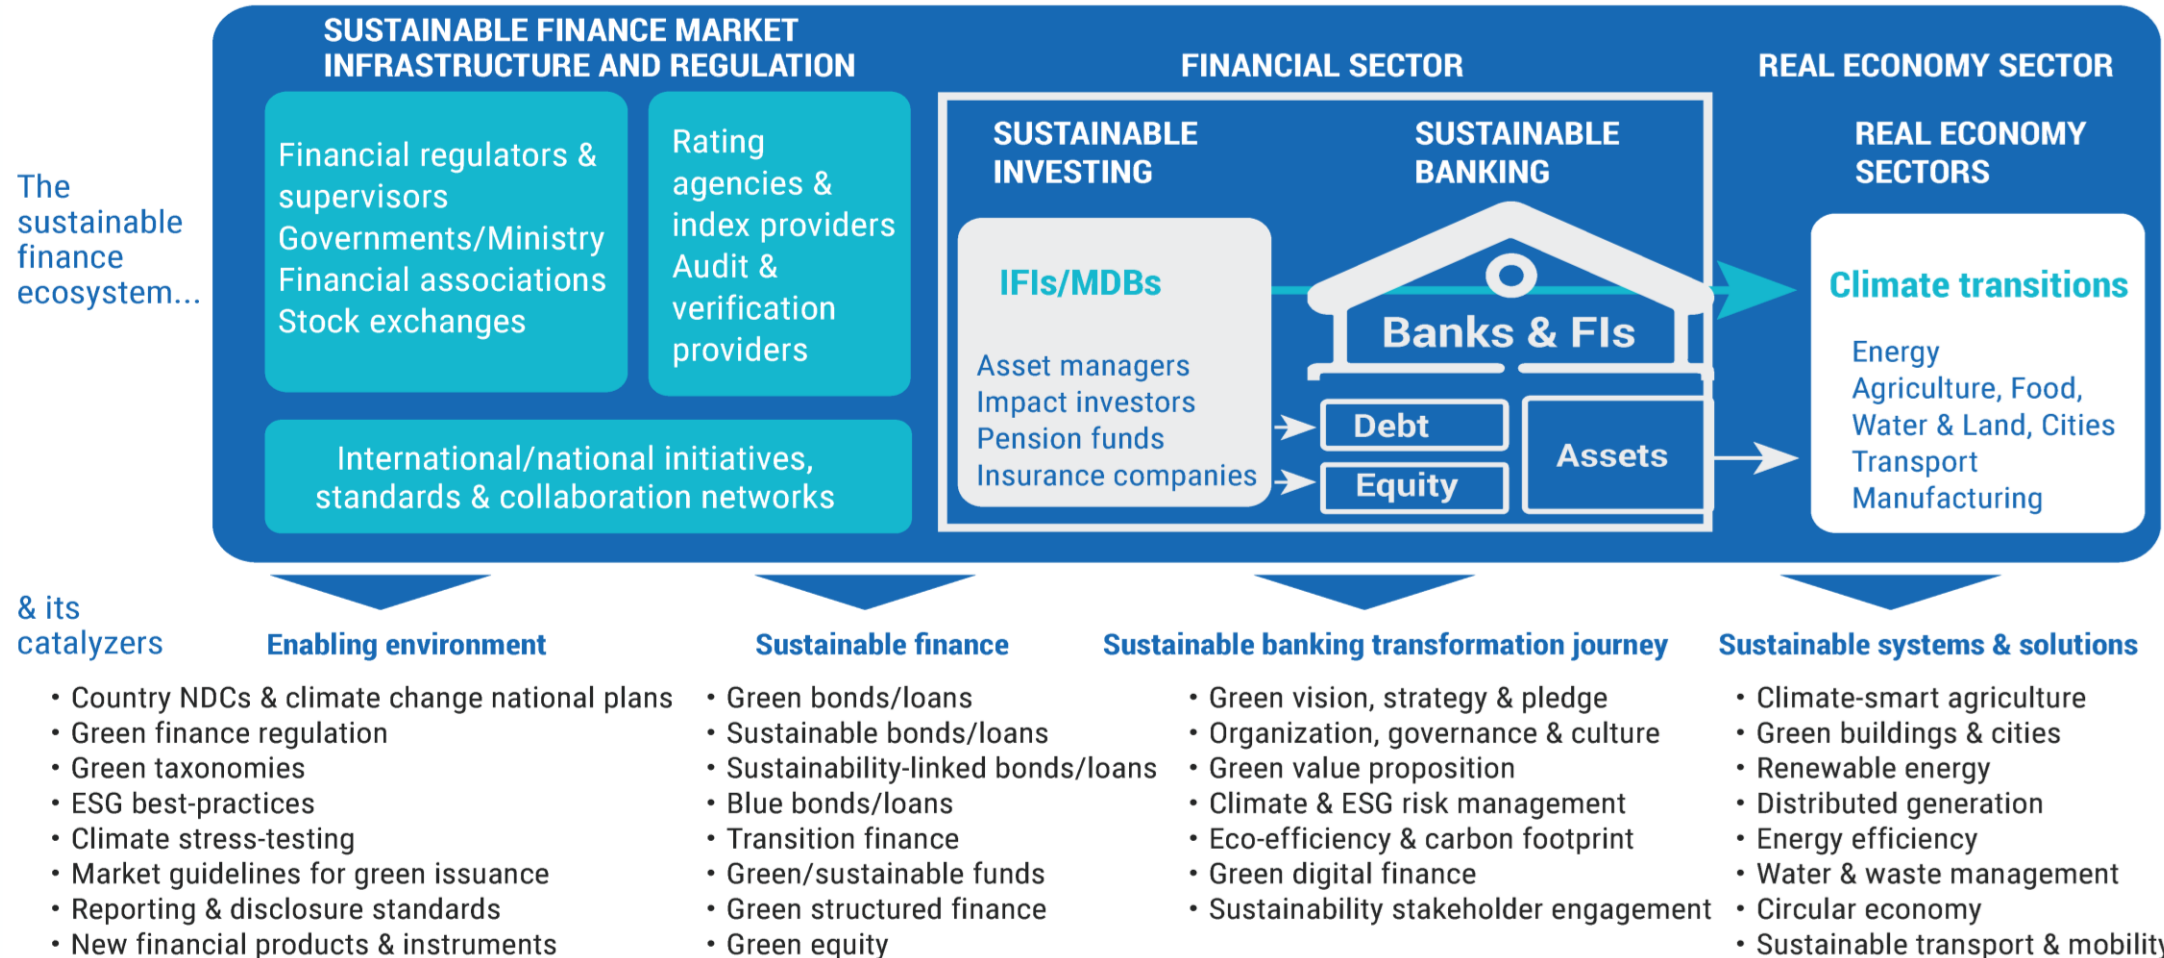 The
sustainable
finance
ecosystem...
SUSTAINABLE FINANCE MARKET
INFRASTRUCTURE AND REGULATION
Financial regulators &
supervisors
Governments/Ministry
Financial associations
Stock exchanges
Rating
agencies &
index providers
Audit &
verification
providers
International/national initiatives,
standards & collaboration networks
FINANCIAL SECTOR
SUSTAINABLE
INVESTING
IFIs/MDBs
Asset managers
Impact investors
Pension funds
Insurance companies
SUSTAINABLE
BANKING
Banks & FIs
Debt
Equity
Assets
REAL ECONOMY SECTOR
REAL ECONOMY
SECTORS
Climate transitions
Energy
Agriculture, Food,
Water & Land, Cities
Transport
Manufacturing
& its
catalyzers
Enabling environment
• Country NDCs & climate change national plans
• Green finance regulation
• Green taxonomies
• ESG best-practices
• Climate stress-testing
• Market guidelines for green issuance
• Reporting & disclosure standards
• New financial products & instruments
Sustainable finance
• Green bonds/loans
• Sustainable bonds/loans
• Sustainability-linked bonds/loans
• Blue bonds/loans
• Transition finance
• Green/sustainable funds
• Green structured finance
• Green equity
Sustainable banking transformation journey
• Green vision, strategy & pledge
• Organization, governance & culture
• Green value proposition
• Climate & ESG risk management
• Eco-efficiency & carbon footprint
• Green digital finance
• Sustainability stakeholder engagement
Sustainable systems & solutions
• Climate-smart agriculture
• Green buildings & cities
• Renewable energy
• Distributed generation
• Energy efficiency
• Water & waste management
• Circular economy
• Sustainable transport & mobility